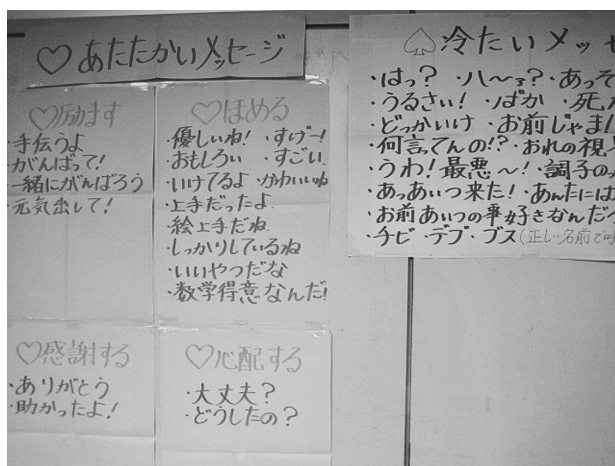 ♡あたたかいメッセージ
♡励ます
・手伝うよ
・がんばって!
・一緒にがんばろう
・元気出して!
♡ほめる
・優しいね! ・すげー!
・おもしろい ・すごい
・いけてるよ ・かわいいね
・上手だったよ
・絵上手だね
・しっかりしているね
・いいやつだな
・数学得意なんだ!
♡感謝する
・ありがとう
・助かったよ!
♡心配する
・大丈夫?
・どうしたの?
♤冷たいメッセ
・はっ? ・ハ〜ァ? ・あっそ
・うるさい! ・ばか ・死
・どっかいけ お前じゃま!
・何言ってんの!? ・おれの視
・うわ!最悪〜! ・調子の
・あっあいつ来た! ・あんたには
・お前あいつの事好きなんだ
・チビ ・デブ ・ブス(正しい名前で